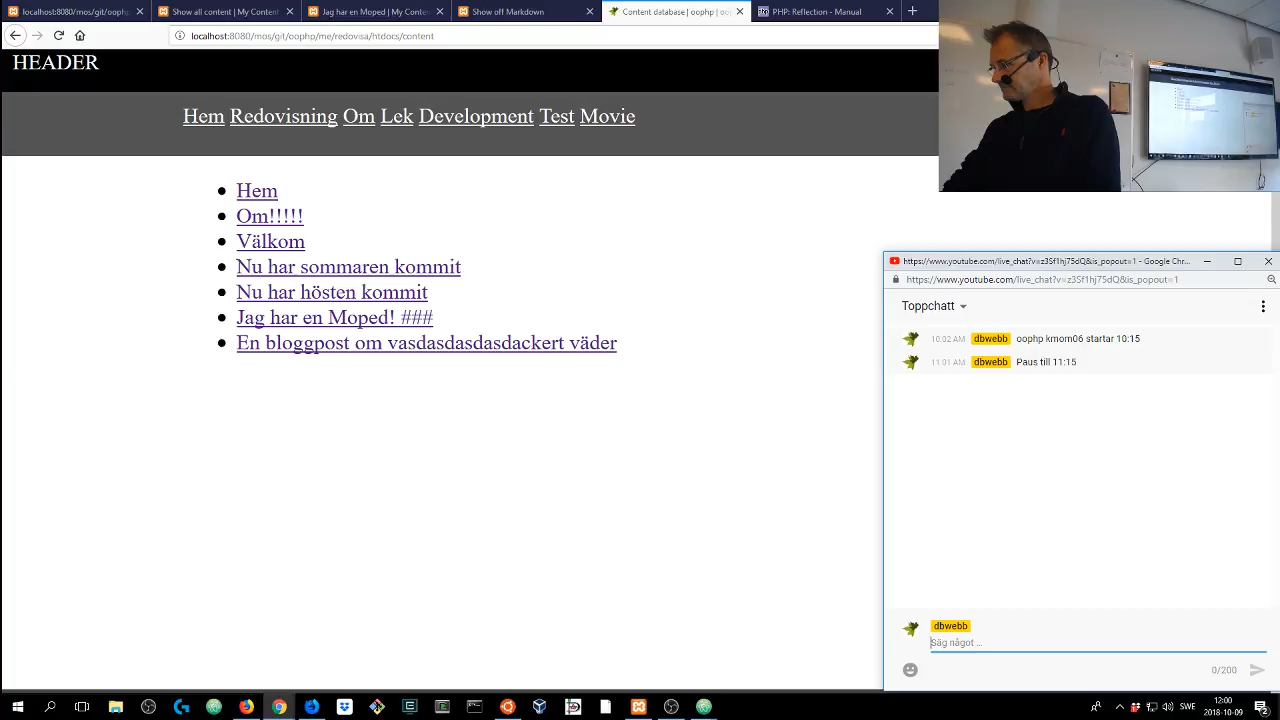 localhost:8080/mos/git/oophp
Show all content | My Conten
Jag har en Moped | My Conten
Show off Markdown
Content database | oophp | oo
PHP: Reflection - Manual
localhost:8080/mos/git/oophp/me/redovisa/htdocs/content
HEADER
Hem Redovisning Om Lek Development Test Movie
Hem
Om!!!!!
Välkom
Nu har sommaren kommit
Nu har hösten kommit
Jag har en Moped! ###
En bloggpost om vasdasdasdasdackert väder
https://www.youtube.com/live_chat?v=z3Sf1hj75dQ&is_popout=1 - Google Chr...
https://www.youtube.com/live_chat?v=z3Sf1hj75dQ&is_popout=1
Toppchatt
10:02 AM dbwebb oophp kmom06 startar 10:15
11:01 AM dbwebb Paus till 11:15
dbwebb
Säg något ...
0/200
SWE
12:00
2018-10-09
2